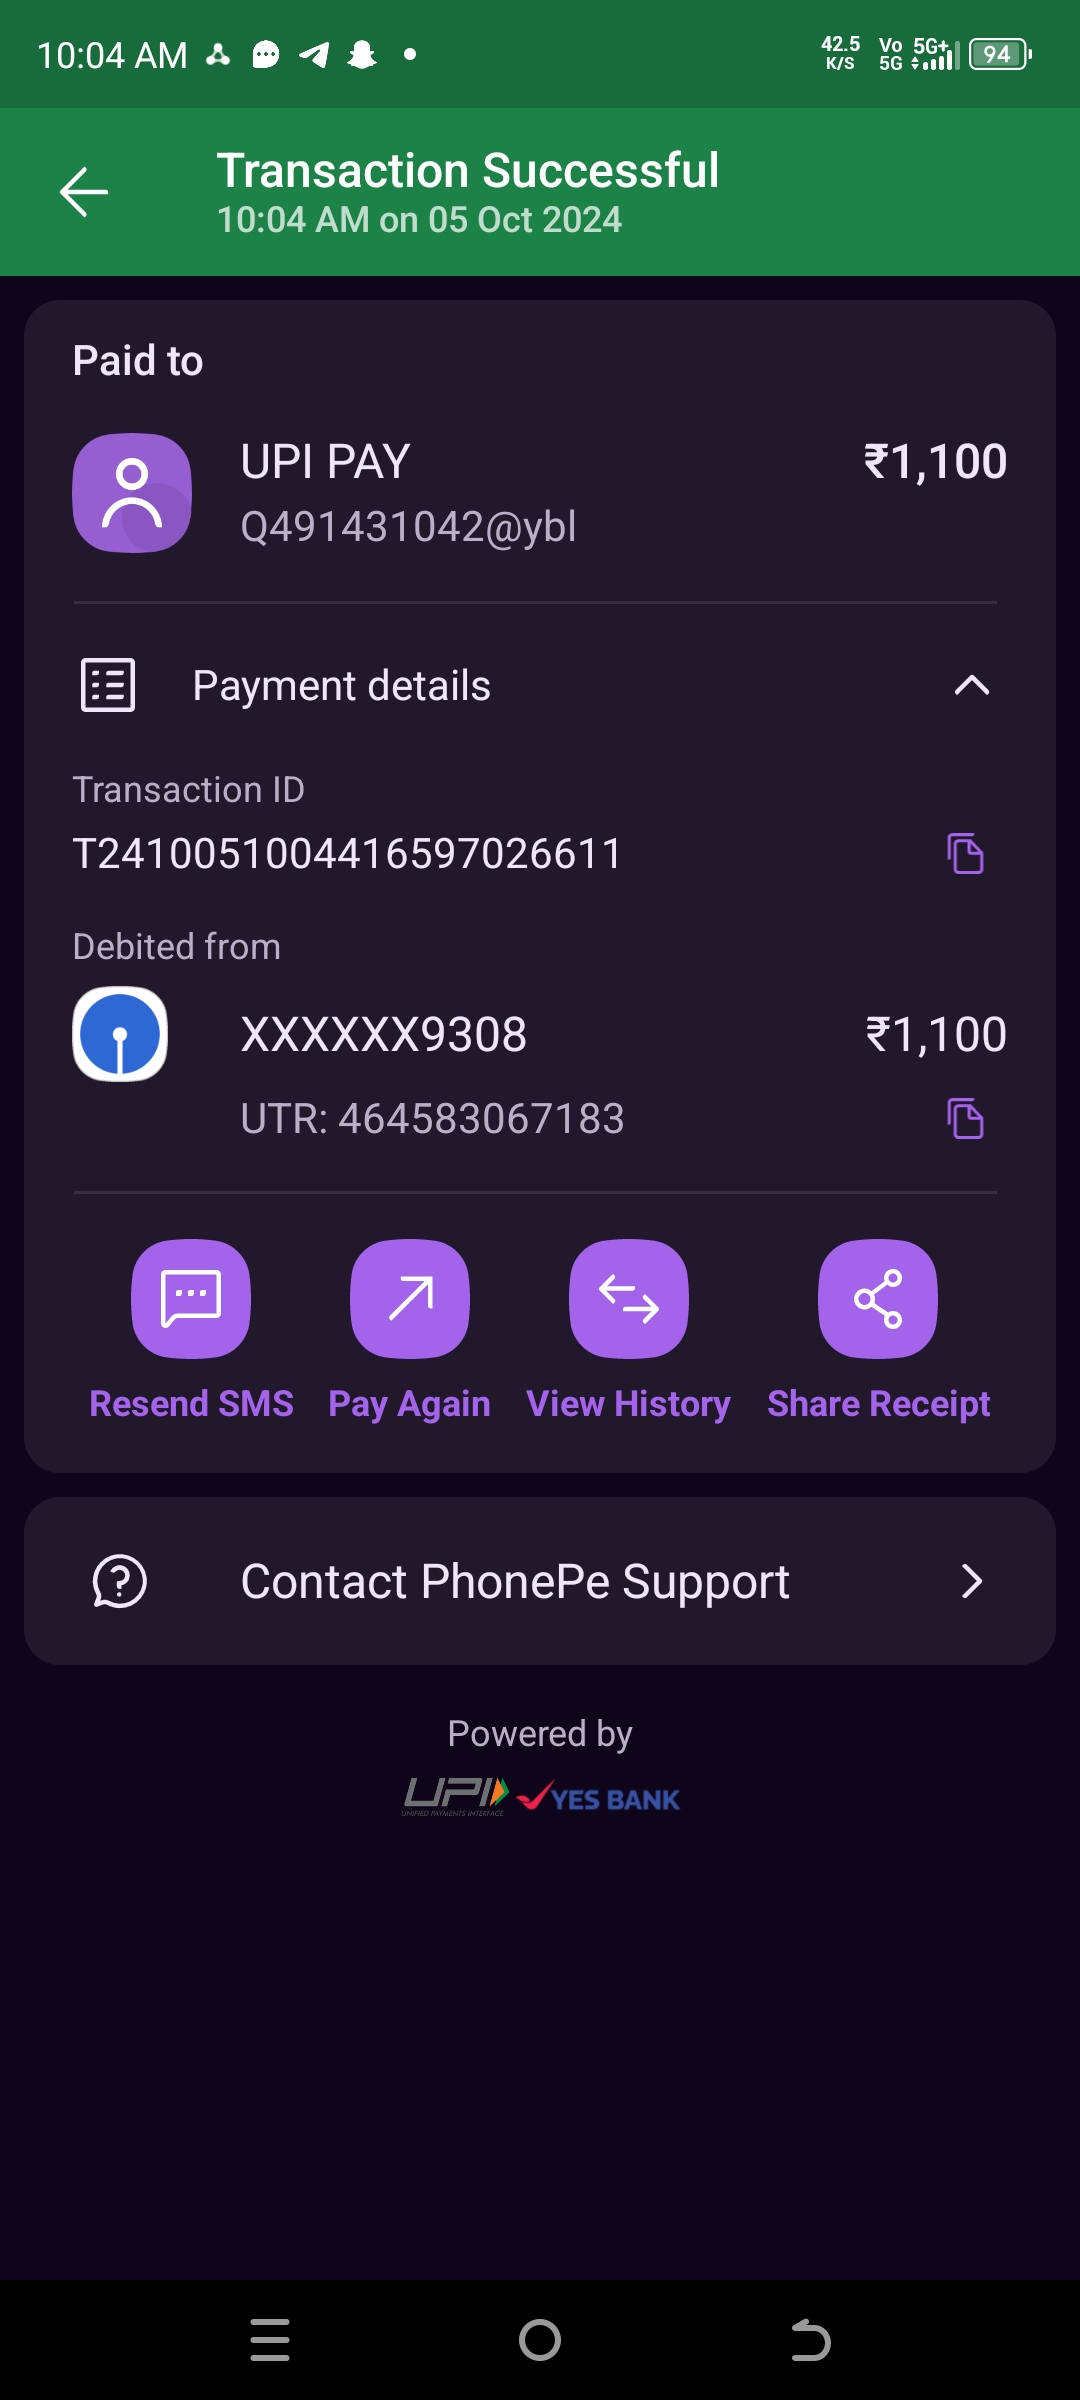 10:04 AM
42.5 K/S
Vo 5G
5G+
94
Transaction Successful
10:04 AM on 05 Oct 2024
Paid to
UPI PAY
₹1,100
Q491431042@ybl
Payment details
Transaction ID
T2410051004416597026611
Debited from
XXXXXX9308
₹1,100
UTR: 464583067183
Resend SMS
Pay Again
View History
Share Receipt
Contact PhonePe Support
Powered by
UPI
UNIFIED PAYMENTS INTERFACE
YES BANK